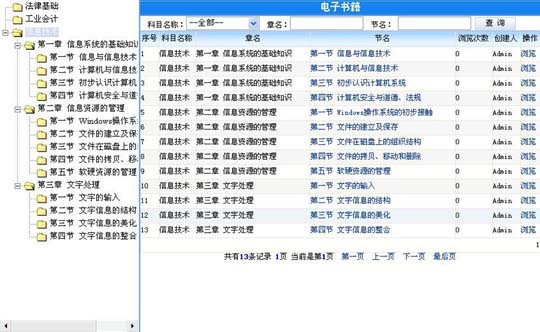 法律基础
工业会计
第一章 信息系统的基础知识
第一节 信息与信息技术
第二节 计算机与信息技
第三节 初步认识计算机
第四节 计算机安全与道
第二章 信息资源的管理
第一节 Windows操作系
第二节 文件的建立及保
第三节 文件在磁盘上的
第四节 文件的拷贝、移
第五节 软硬资源的管理
第三章 文字处理
第一节 文字的输入
第二节 文字信息的结构
第三节 文字信息的美化
第四节 文字信息的整合
电子书籍
科目名称: --全部-- 章名: 节名: 查 询
序号 科目名称 章名 节名 浏览次数 创建人 操作
1 信息技术 第一章 信息系统的基础知识 第一节 信息与信息技术 0 Admin 浏览
2 信息技术 第一章 信息系统的基础知识 第二节 计算机与信息技术 0 Admin 浏览
3 信息技术 第一章 信息系统的基础知识 第三节 初步认识计算机系统 0 Admin 浏览
4 信息技术 第一章 信息系统的基础知识 第四节 计算机安全与道德、法规 0 Admin 浏览
5 信息技术 第二章 信息资源的管理 第一节 Windows操作系统的初步接触 0 Admin 浏览
6 信息技术 第二章 信息资源的管理 第二节 文件的建立及保存 0 Admin 浏览
7 信息技术 第二章 信息资源的管理 第三节 文件在磁盘上的组织结构 0 Admin 浏览
8 信息技术 第二章 信息资源的管理 第四节 文件的拷贝、移动和删除 0 Admin 浏览
9 信息技术 第二章 信息资源的管理 第五节 软硬资源的管理 0 Admin 浏览
10 信息技术 第三章 文字处理 第一节 文字的输入 0 Admin 浏览
11 信息技术 第三章 文字处理 第二节 文字信息的结构 0 Admin 浏览
12 信息技术 第三章 文字处理 第三节 文字信息的美化 0 Admin 浏览
13 信息技术 第三章 文字处理 第四节 文字信息的整合 0 Admin 浏览
1
共有13条记录 1页 当前是第1页 第一页 上一页 下一页 最后页